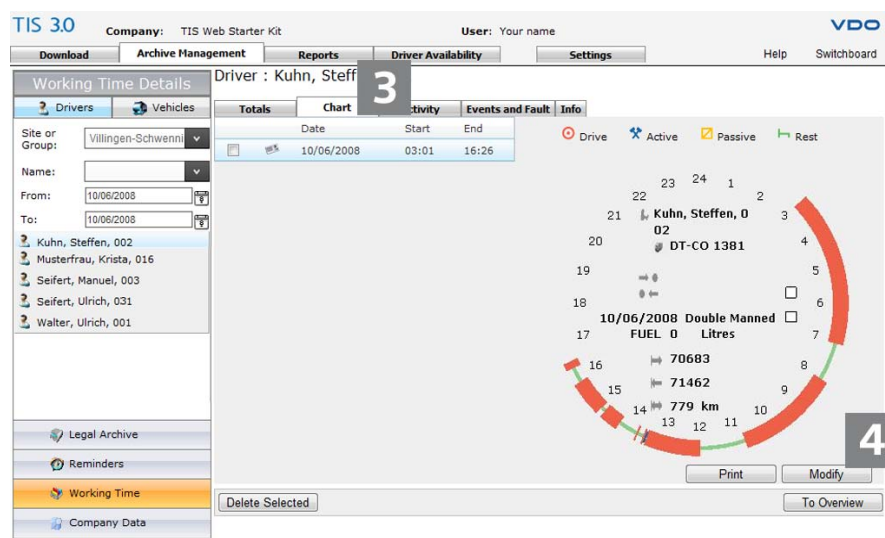 TIS 3.0 Company: TIS Web Starter Kit User: Your name VDO
Download Archive Management Reports Driver Availability Settings Help Switchboard
Working Time Details
Drivers Vehicles
Site or Group: Villingen-Schwenni
Name:
From: 10/06/2008
To: 10/06/2008
Kuhn, Steffen, 002
Musterfrau, Krista, 016
Seifert, Manuel, 003
Seifert, Ulrich, 031
Walter, Ulrich, 001
Legal Archive
Reminders
Working Time
Company Data
Driver : Kuhn, Steff
3
Totals Chart tivity Events and Fault Info
Date Start End
10/06/2008 03:01 16:26
Drive Active Passive Rest
24
1
2
3
4
5
6
7
8
9
10
11
12
13
14
15
16
17
18
19
20
21
22
23
Kuhn, Steffen, 0
02
DT-CO 1381
10/06/2008 Double Manned
FUEL 0 Litres
70683
71462
779 km
4
Print Modify
Delete Selected To Overview